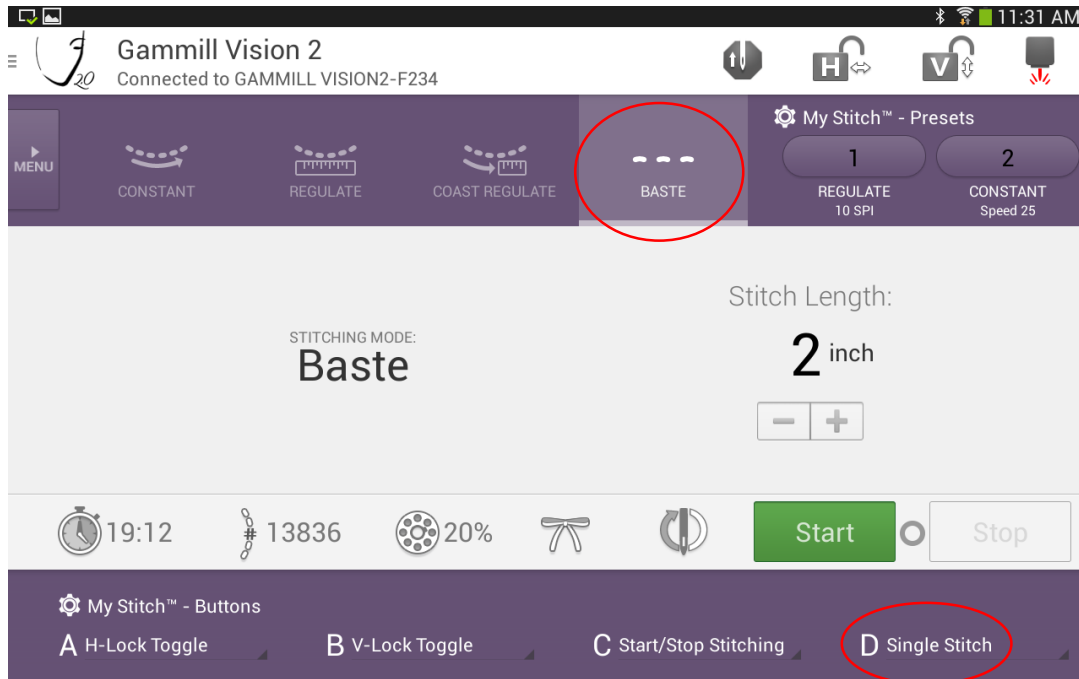 11:31 AM
20
Gammill Vision 2
Connected to GAMMILL VISION2-F234
H
V
MENU
CONSTANT
REGULATE
COAST REGULATE
BASTE
My Stitch™ - Presets
1
2
REGULATE
10 SPI
CONSTANT
Speed 25
STITCHING MODE:
Baste
Stitch Length:
2 inch
19:12
# 13836
20%
Start
Stop
My Stitch™ - Buttons
A H-Lock Toggle
B V-Lock Toggle
C Start/Stop Stitching
D Single Stitch